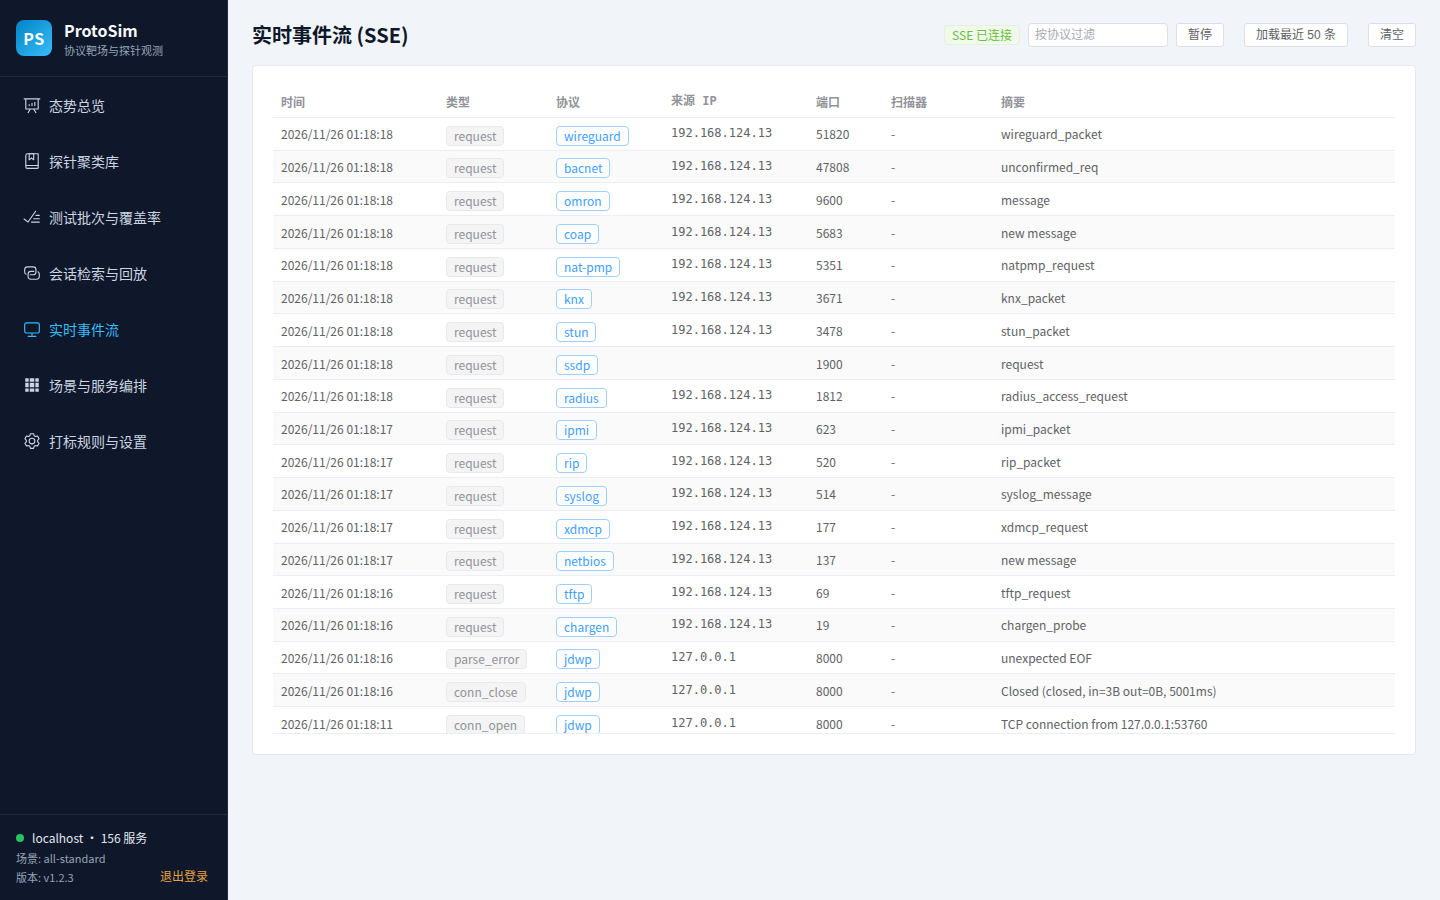 PS
ProtoSim
协议靶场与探针观测
态势总览
探针聚类库
测试批次与覆盖率
会话检索与回放
实时事件流
场景与服务编排
打标规则与设置
localhost · 156 服务
场景: all-standard
版本: v1.2.3
退出登录
实时事件流 (SSE)
SSE 已连接
按协议过滤
暂停
加载最近 50 条
清空
时间 类型 协议 来源 IP 端口 扫描器 摘要
2026/11/26 01:18:18 request wireguard 192.168.124.13 51820 - wireguard_packet
2026/11/26 01:18:18 request bacnet 192.168.124.13 47808 - unconfirmed_req
2026/11/26 01:18:18 request omron 192.168.124.13 9600 - message
2026/11/26 01:18:18 request coap 192.168.124.13 5683 - new message
2026/11/26 01:18:18 request nat-pmp 192.168.124.13 5351 - natpmp_request
2026/11/26 01:18:18 request knx 192.168.124.13 3671 - knx_packet
2026/11/26 01:18:18 request stun 192.168.124.13 3478 - stun_packet
2026/11/26 01:18:18 request ssdp 1900 - request
2026/11/26 01:18:18 request radius 192.168.124.13 1812 - radius_access_request
2026/11/26 01:18:17 request ipmi 192.168.124.13 623 - ipmi_packet
2026/11/26 01:18:17 request rip 192.168.124.13 520 - rip_packet
2026/11/26 01:18:17 request syslog 192.168.124.13 514 - syslog_message
2026/11/26 01:18:17 request xdmcp 192.168.124.13 177 - xdmcp_request
2026/11/26 01:18:17 request netbios 192.168.124.13 137 - new message
2026/11/26 01:18:16 request tftp 192.168.124.13 69 - tftp_request
2026/11/26 01:18:16 request chargen 192.168.124.13 19 - chargen_probe
2026/11/26 01:18:16 parse_error jdwp 127.0.0.1 8000 - unexpected EOF
2026/11/26 01:18:16 conn_close jdwp 127.0.0.1 8000 - Closed (closed, in=3B out=0B, 5001ms)
2026/11/26 01:18:11 conn_open jdwp 127.0.0.1 8000 - TCP connection from 127.0.0.1:53760